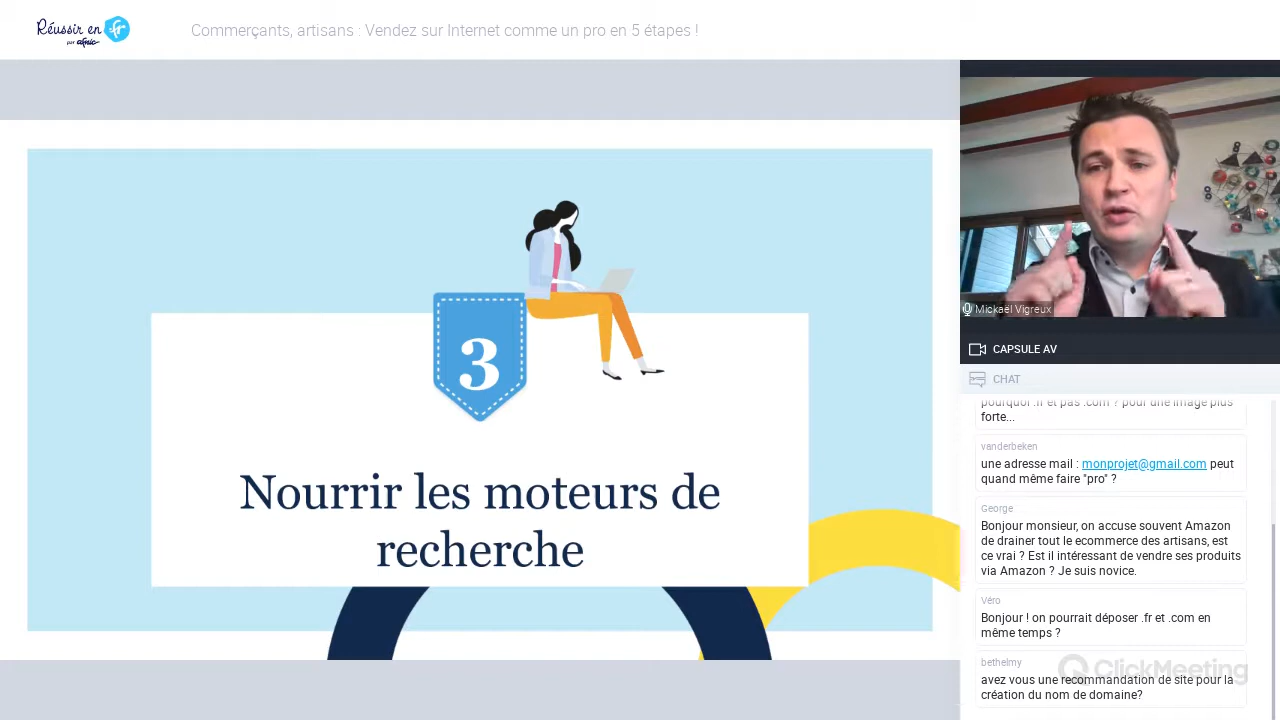 Réussir en fr
par afnic
Commerçants, artisans : Vendez sur Internet comme un pro en 5 étapes !
3
Nourrir les moteurs de
recherche
Mickaël Vigreux
CAPSULE AV
CHAT
pourquoi .fr et pas .com ? pour une image plus
forte...
vanderbeken
une adresse mail : monprojet@gmail.com peut
quand même faire "pro" ?
George
Bonjour monsieur, on accuse souvent Amazon
de drainer tout le ecommerce des artisans, est
ce vrai ? Est il intéressant de vendre ses produits
via Amazon ? Je suis novice.
Véro
Bonjour ! on pourrait déposer .fr et .com en
même temps ?
bethelmy
avez vous une recommandation de site pour la
création du nom de domaine?
ClickMeeting